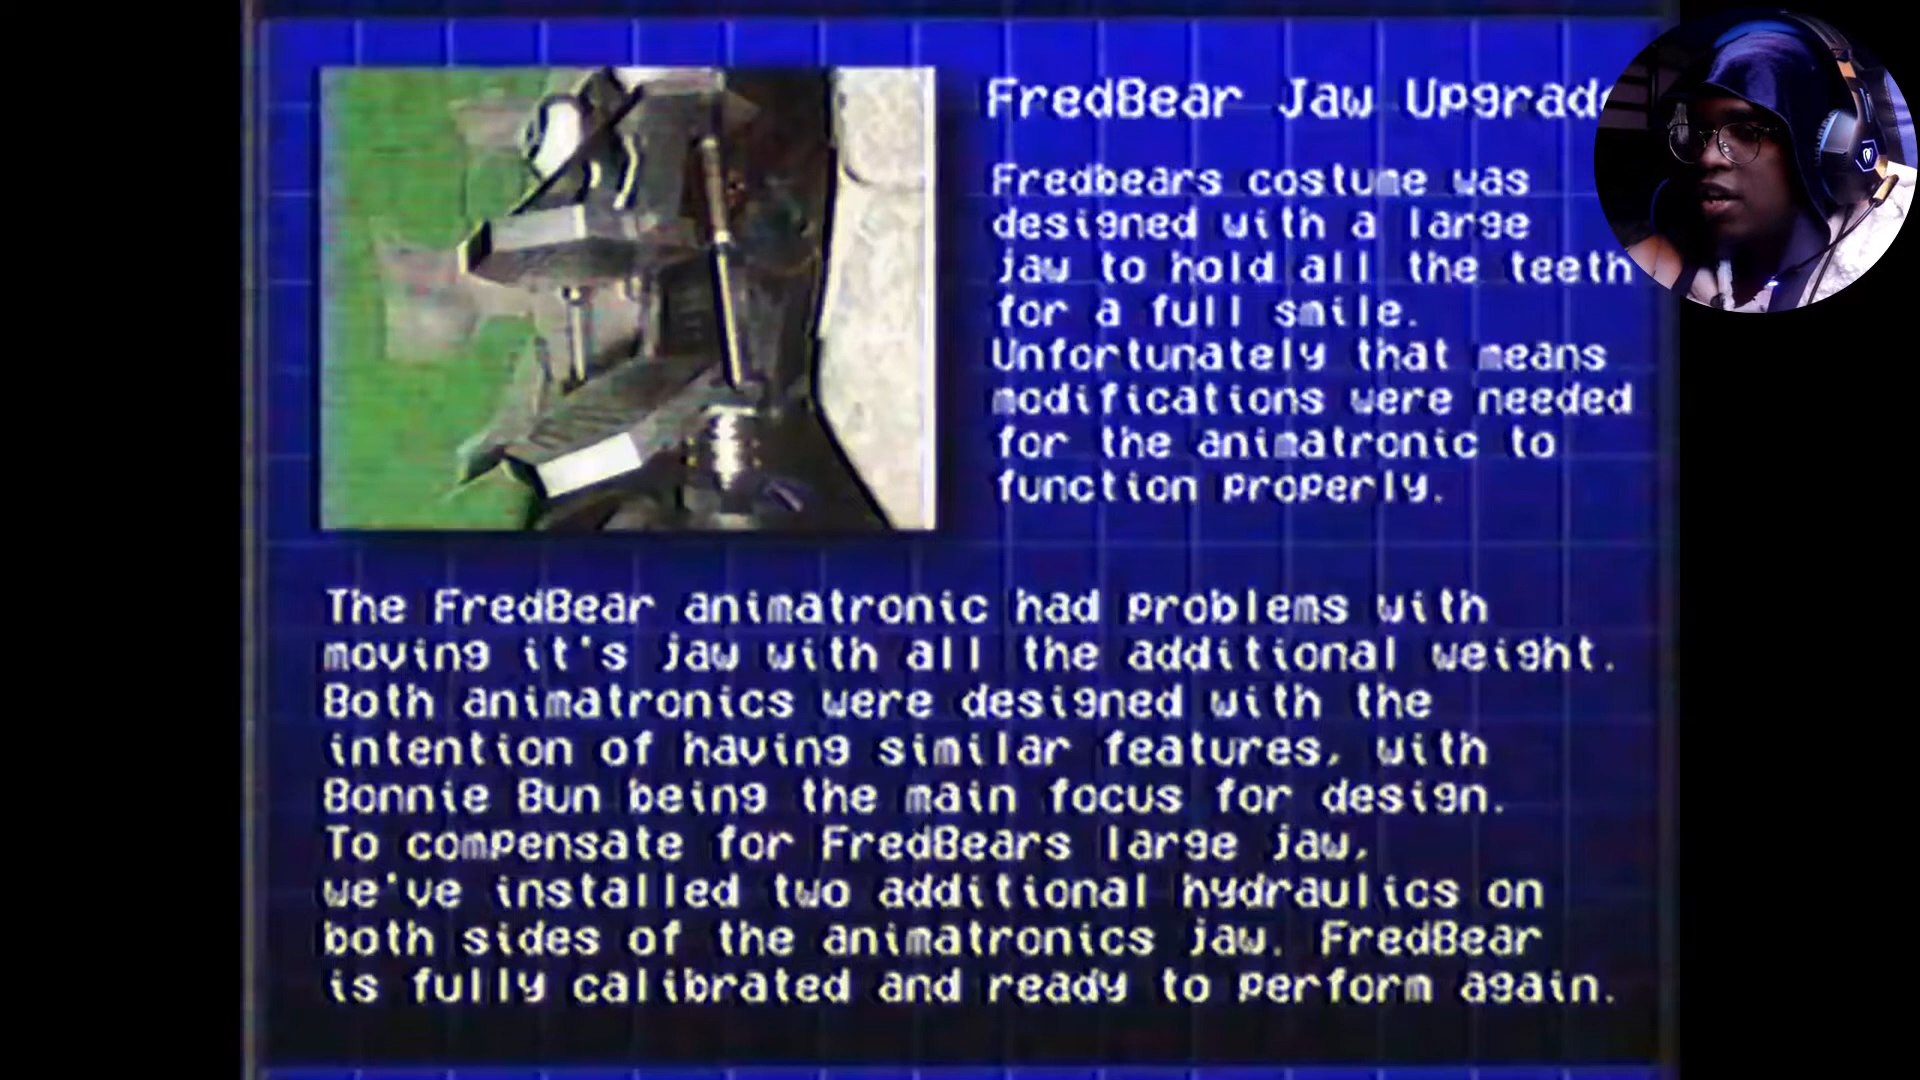 FredBear Jaw Upgrade
Fredbears costume was
designed with a large
jaw to hold all the teeth
for a full smile.
Unfortunately that means
modifications were needed
for the animatronic to
function properly.
The FredBear animatronic had problems with
moving it's jaw with all the additional weight.
Both animatronics were designed with the
intention of having similar features, with
Bonnie Bun being the main focus for design.
To compensate for FredBears large jaw,
we've installed two additional hydraulics on
both sides of the animatronics jaw. FredBear
is fully calibrated and ready to perform again.